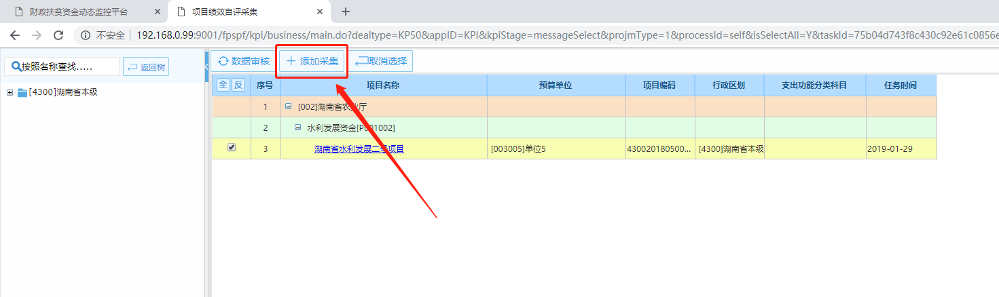 财政扶贫资金动态监控平台
项目绩效自评采集
不安全 192.168.0.99:9001/fpspf/kpi/business/main.do?dealtype=KP50&appID=KPI&kpiStage=messageSelect&projmType=1&processId=self&isSelectAll=Y&taskId=75b04d743f8c430c92e61c0856e
按照名称查找..... 返回树
[4300]湖南省本级
数据审核 添加采集 取消选择
全 反 序号 项目名称 预算单位 项目编码 行政区划 支出功能分类科目 任务时间
1 [002]湖南省农业厅
2 水利发展资金[P001002]
3 湖南省水利发展二号项目 [003005]单位5 430020180500... [4300]湖南省本级 2019-01-29